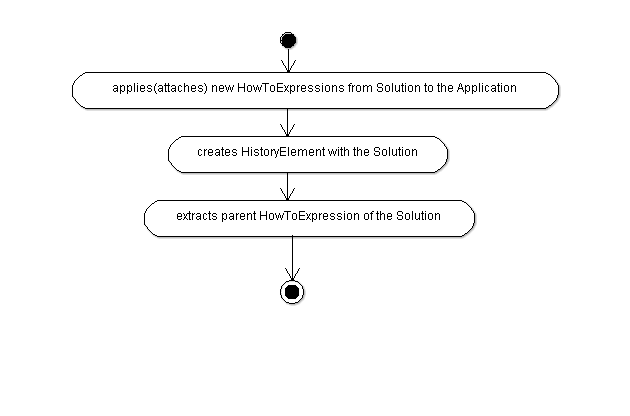 applies(attaches) new HowToExpressions from Solution to the Application
creates HistoryElement with the Solution
extracts parent HowToExpression of the Solution